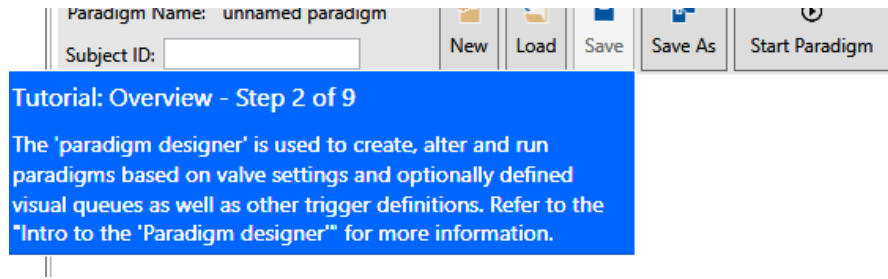 Paradigm Name: unnamed paradigm
Subject ID:
New Load Save Save As Start Paradigm
Tutorial: Overview - Step 2 of 9
The 'paradigm designer' is used to create, alter and run
paradigms based on valve settings and optionally defined
visual queues as well as other trigger definitions. Refer to the
"Intro to the 'Paradigm designer'" for more information.